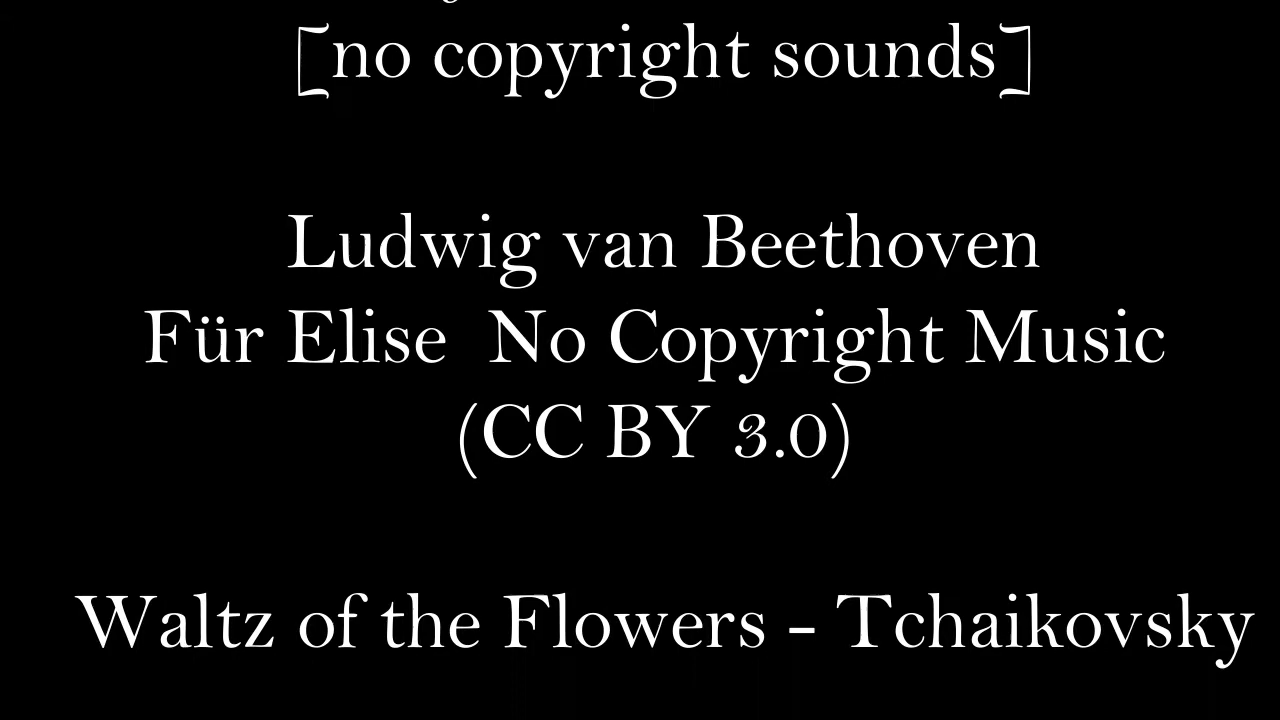 [no copyright sounds]
Ludwig van Beethoven
Für Elise  No Copyright Music
(CC BY 3.0)
Waltz of the Flowers - Tchaikovsky